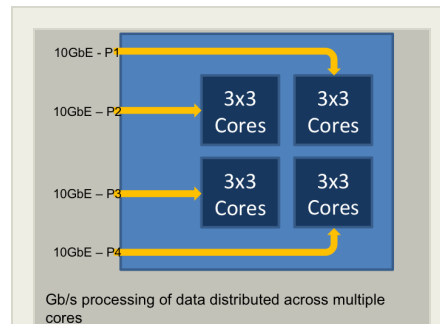 10GbE - P1
10GbE – P2
3x3
Cores
3x3
Cores
10GbE – P3
3x3
Cores
3x3
Cores
10GbE – P4
Gb/s processing of data distributed across multiple
cores